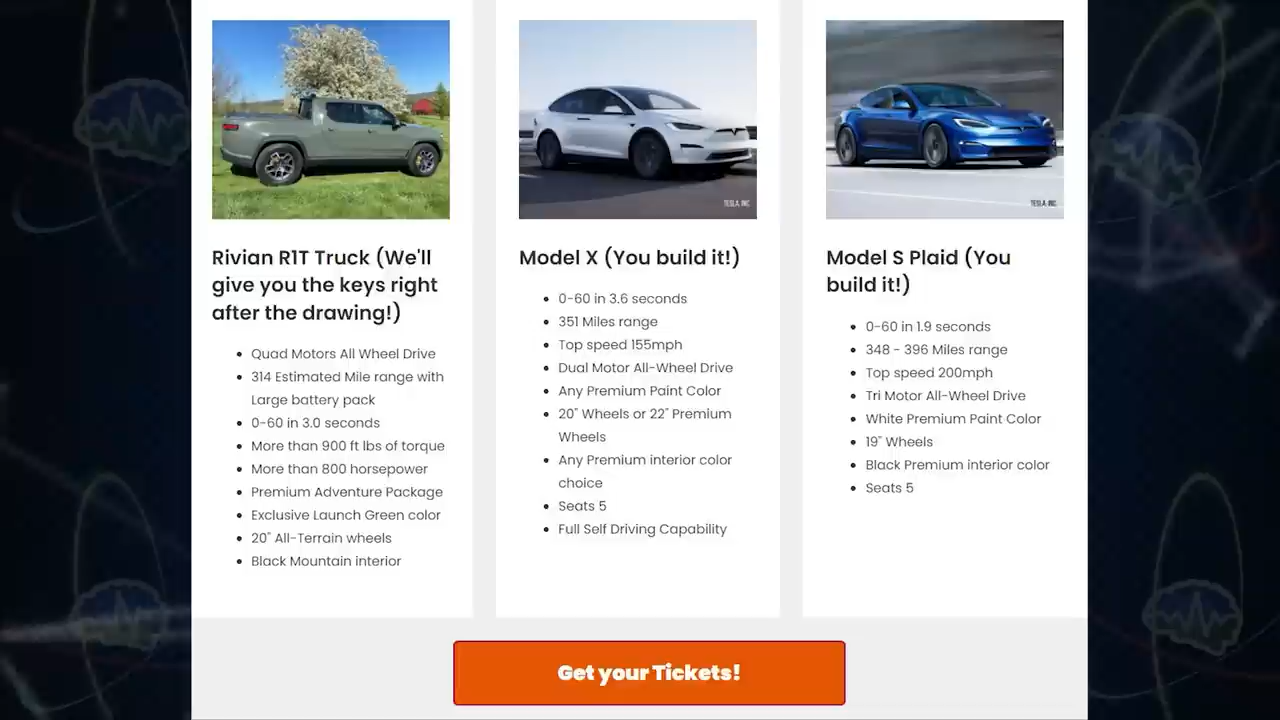 TESLA, INC.
TESLA, INC.
Rivian R1T Truck (We'll
give you the keys right
after the drawing!)
Quad Motors All Wheel Drive
314 Estimated Mile range with
Large battery pack
0-60 in 3.0 seconds
More than 900 ft lbs of torque
More than 800 horsepower
Premium Adventure Package
Exclusive Launch Green color
20" All-Terrain wheels
Black Mountain interior
Model X (You build it!)
0-60 in 3.6 seconds
351 Miles range
Top speed 155mph
Dual Motor All-Wheel Drive
Any Premium Paint Color
20" Wheels or 22" Premium
Wheels
Any Premium interior color
choice
Seats 5
Full Self Driving Capability
Model S Plaid (You
build it!)
0-60 in 1.9 seconds
348 - 396 Miles range
Top speed 200mph
Tri Motor All-Wheel Drive
White Premium Paint Color
19" Wheels
Black Premium interior color
Seats 5
Get your Tickets!